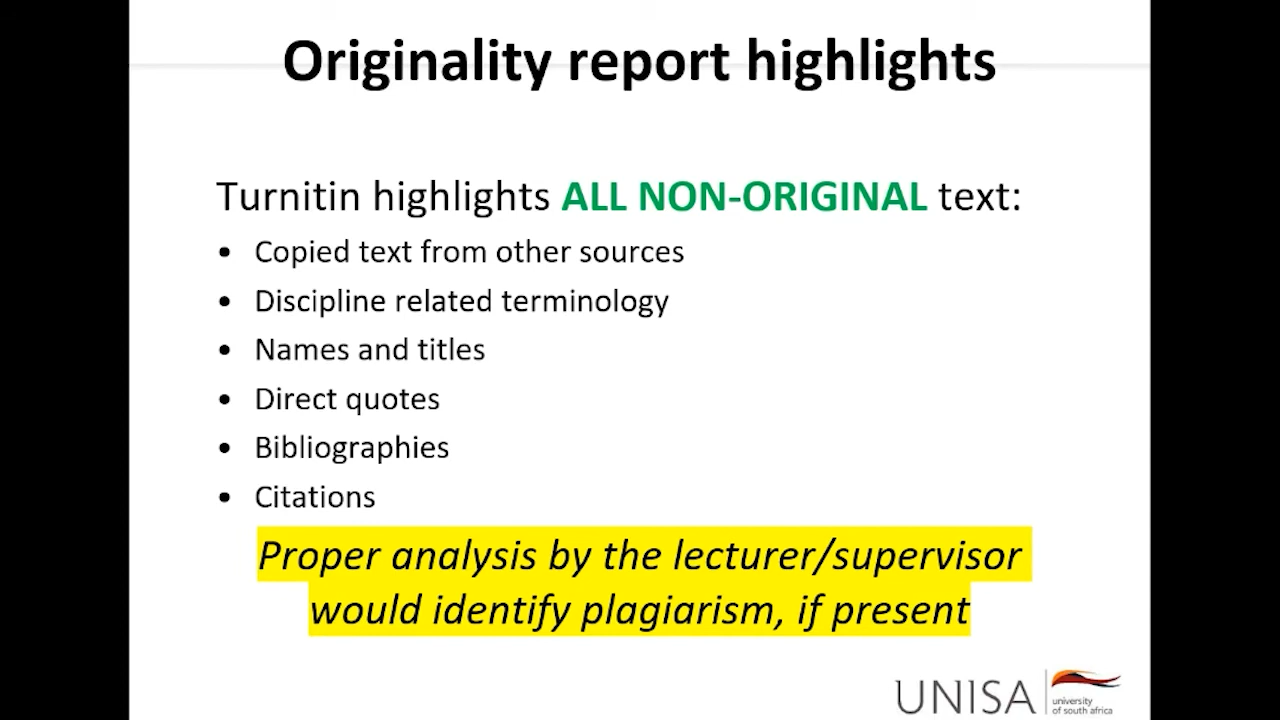 Originality report highlights
Turnitin highlights ALL NON-ORIGINAL text:
• Copied text from other sources
• Discipline related terminology
• Names and titles
• Direct quotes
• Bibliographies
• Citations
Proper analysis by the lecturer/supervisor
would identify plagiarism, if present
UNISA
university
of south africa